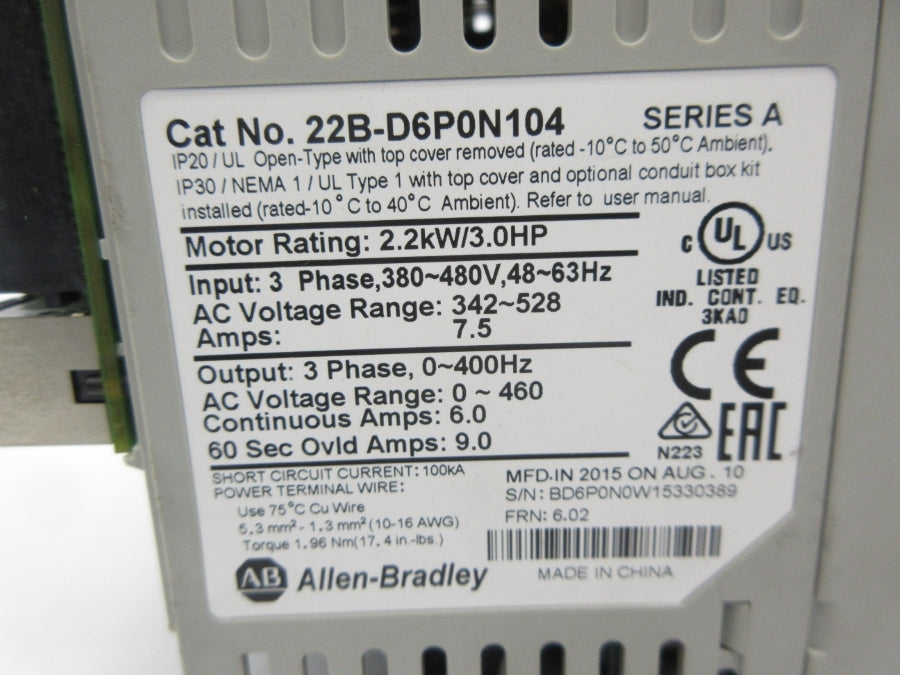 Cat No. 22B-D6P0N104 SERIES A
IP20 / UL Open-Type with top cover removed (rated -10°C to 50°C Ambient).
IP30 / NEMA 1 / UL Type 1 with top cover and optional conduit box kit
installed (rated-10°C to 40°C Ambient). Refer to user manual.
Motor Rating: 2.2kW/3.0HP
Input: 3 Phase,380~480V,48~63Hz
AC Voltage Range: 342~528
Amps: 7.5
Output: 3 Phase, 0~400Hz
AC Voltage Range: 0 ~ 460
Continuous Amps: 6.0
60 Sec Ovld Amps: 9.0
c UL US
LISTED
IND. CONT. EQ.
3KA0
CE
N223 EAC
SHORT CIRCUIT CURRENT: 100kA
POWER TERMINAL WIRE:
Use 75°C Cu Wire
5.3 mm² - 1.3 mm² (10-16 AWG)
Torque 1.96 Nm(17.4 in.-lbs.)
MFD.IN 2015 ON AUG. 10
S/N: BD6P0N0W15330389
FRN: 6.02
AB Allen-Bradley
MADE IN CHINA